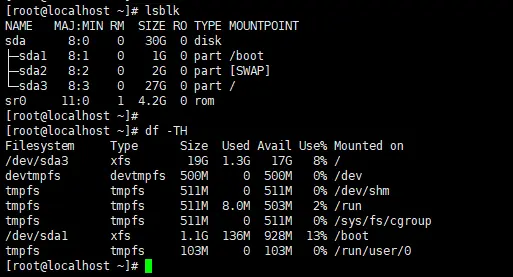 [root@localhost ~]# lsblk
NAME   MAJ:MIN RM  SIZE RO TYPE MOUNTPOINT
sda      8:0    0   30G  0 disk
├─sda1   8:1    0    1G  0 part /boot
├─sda2   8:2    0    2G  0 part [SWAP]
└─sda3   8:3    0   27G  0 part /
sr0     11:0    1  4.2G  0 rom
[root@localhost ~]#
[root@localhost ~]# df -TH
Filesystem     Type      Size  Used Avail Use% Mounted on
/dev/sda3      xfs        19G  1.3G   17G   8% /
devtmpfs       devtmpfs  500M     0  500M   0% /dev
tmpfs          tmpfs     511M     0  511M   0% /dev/shm
tmpfs          tmpfs     511M  8.0M  503M   2% /run
tmpfs          tmpfs     511M     0  511M   0% /sys/fs/cgroup
/dev/sda1      xfs       1.1G  136M  928M  13% /boot
tmpfs          tmpfs     103M     0  103M   0% /run/user/0
[root@localhost ~]#